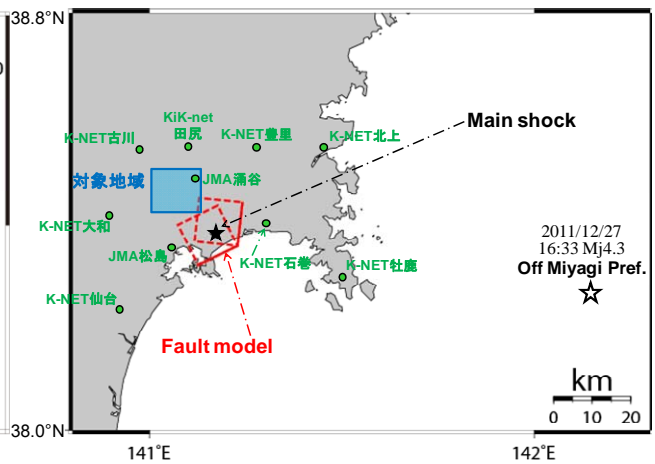 38.8°N
KiK-net
田尻
K-NET古川
K-NET豊里
K-NET北上
Main shock
対象地域
JMA涌谷
K-NET大和
JMA松島
K-NET石巻
K-NET牡鹿
2011/12/27
16:33 Mj4.3
Off Miyagi Pref.
K-NET仙台
Fault model
km
0 10 20
38.0°N
141°E
142°E